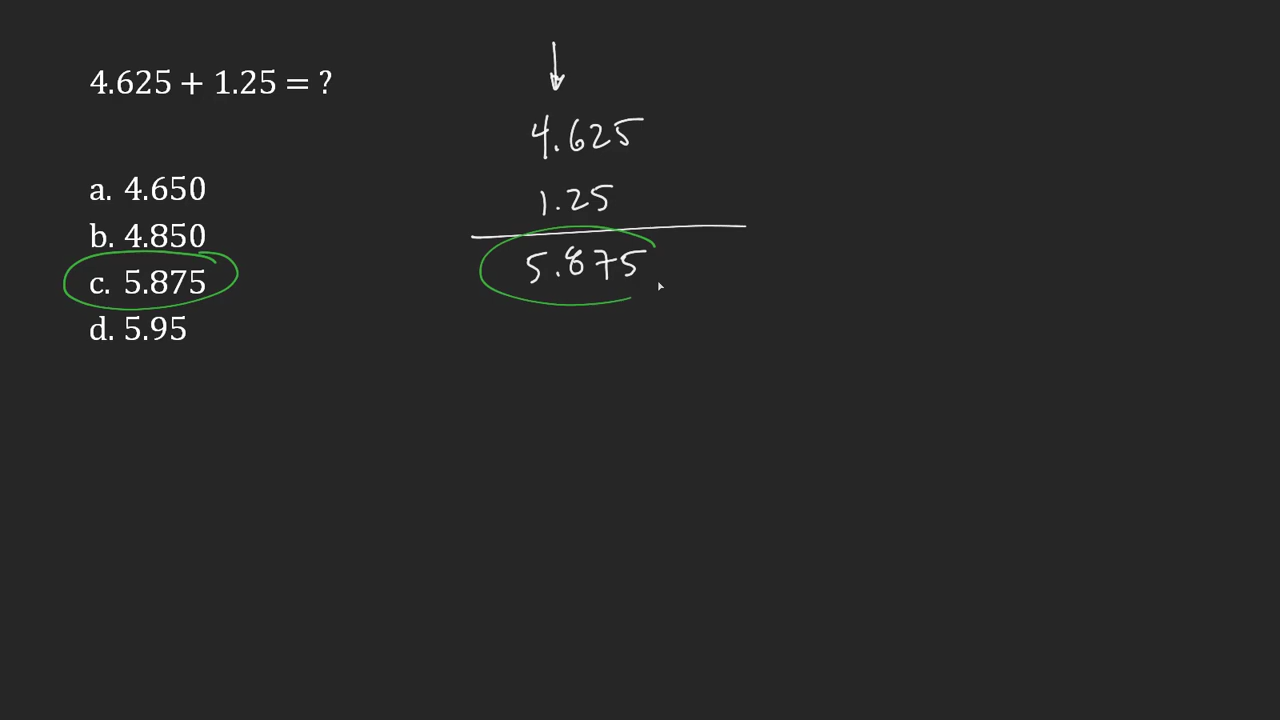 4.625 + 1.25 = ?
a. 4.650
b. 4.850
c. 5.875
d. 5.95
4.625
1.25
5.875